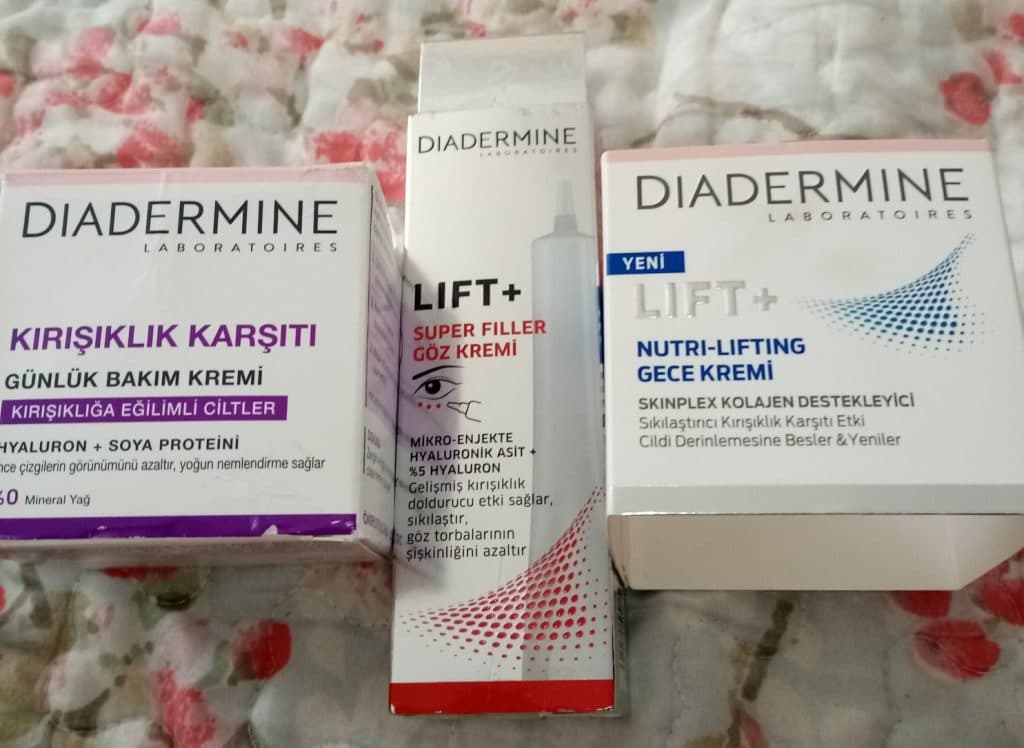 DIADERMINE
LABORATOIRES
KIRIŞIKLIK KARŞITI
GÜNLÜK BAKIM KREMİ
KIRIŞIKLIĞA EĞİLİMLİ CİLTLER
HYALURON + SOYA PROTEİNİ
nce çizgilerin görünümünü azaltır, yoğun nemlendirme sağlar
%0 Mineral Yağ
DIADERMINE
LABORATOIRES
LIFT+
SUPER FILLER
GÖZ KREMİ
MİKRO-ENJEKTE
HYALURONİK ASİT +
%5 HYALURON
Gelişmiş kırışıklık
doldurucu etki sağlar,
sıkılaştır,
göz torbalarının
şişkinliğini azaltır
DIADERMINE
LABORATOIRES
YENİ
LIFT+
NUTRI-LIFTING
GECE KREMİ
SKINPLEX KOLAJEN DESTEKLEYİCİ
Sıkılaştırıcı Kırışıklık Karşıtı Etki
Cildi Derinlemesine Besler & Yeniler